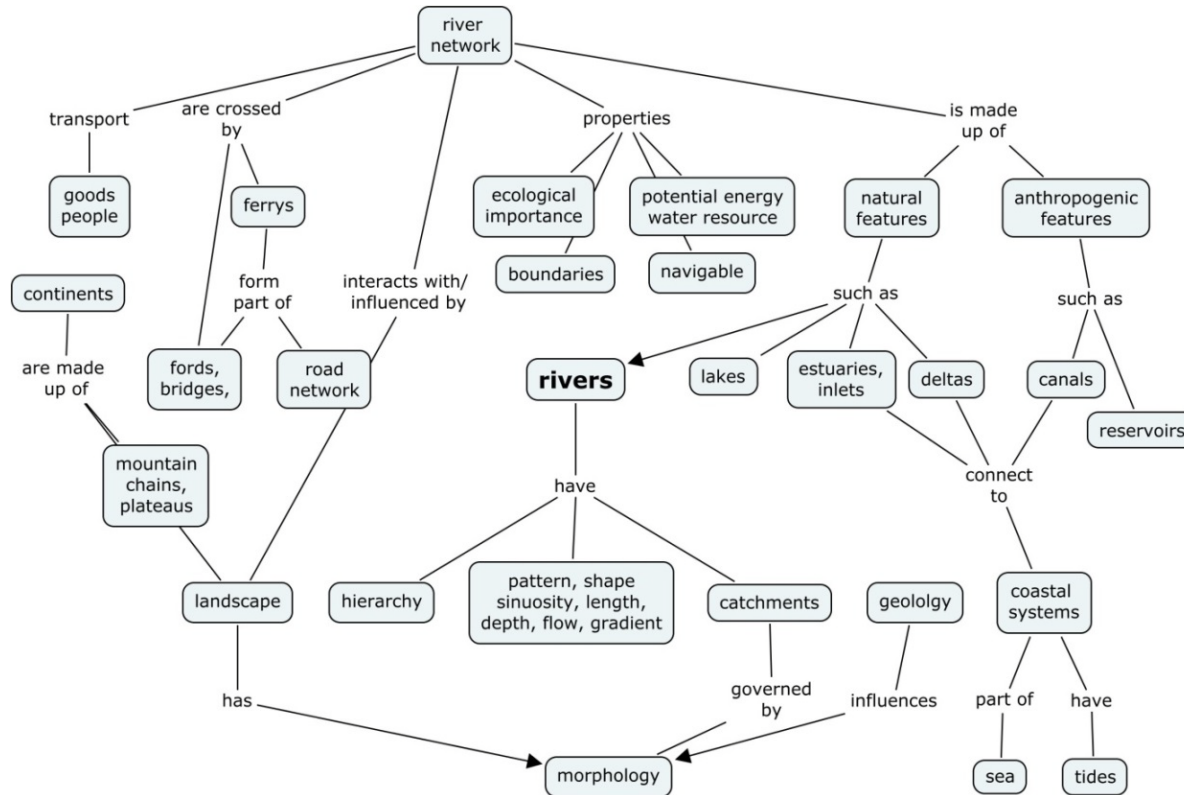 river
network
transport
are crossed
by
properties
is made
up of
goods
people
ferrys
ecological
importance
potential energy
water resource
natural
features
anthropogenic
features
boundaries
navigable
continents
form
part of
interacts with/
influenced by
such as
such as
are made
up of
fords,
bridges,
road
network
rivers
lakes
estuaries,
inlets
deltas
canals
reservoirs
mountain
chains,
plateaus
have
connect
to
landscape
hierarchy
pattern, shape
sinuosity, length,
depth, flow, gradient
catchments
geololgy
coastal
systems
has
governed
by
influences
part of
have
morphology
sea
tides